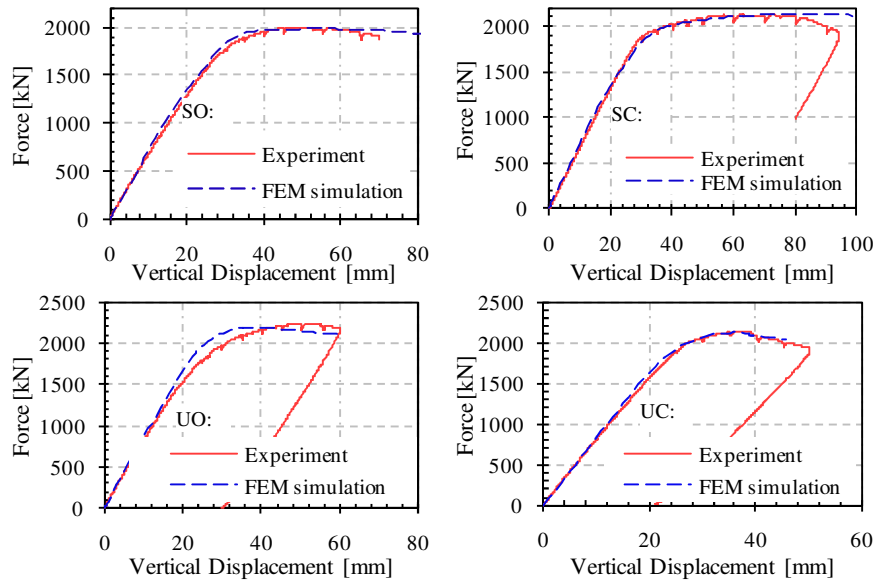 Force [kN]
2000
1500
1000
500
0
SO:
Experiment
FEM simulation
0 20 40 60 80
Vertical Displacement [mm]
Force [kN]
2000
1500
1000
500
0
SC:
Experiment
FEM simulation
0 20 40 60 80 100
Vertical Displacement [mm]
Force [kN]
2500
2000
1500
1000
500
0
UO:
Experiment
FEM simulation
0 20 40 60 80
Vertical Displacement [mm]
Force [kN]
2500
2000
1500
1000
500
0
UC:
Experiment
FEM simulation
0 20 40 60
Vertical Displacement [mm]